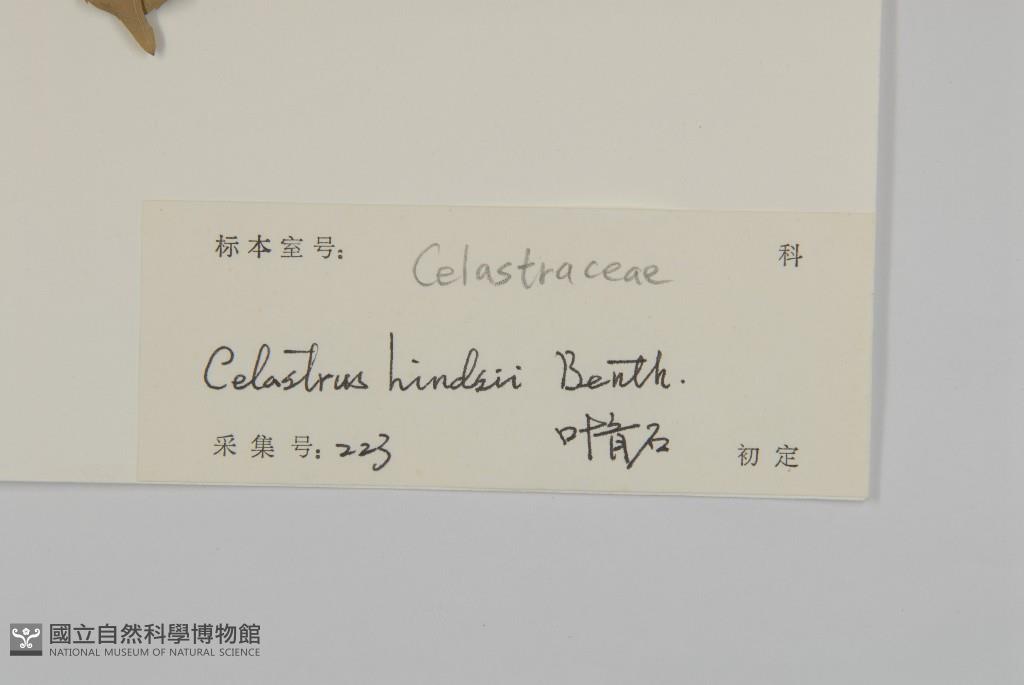 标本室号: Celastraceae 科
Celastrus hindsii Benth.
采集号: 223 叶育石 初定
國立自然科學博物館
NATIONAL MUSEUM OF NATURAL SCIENCE